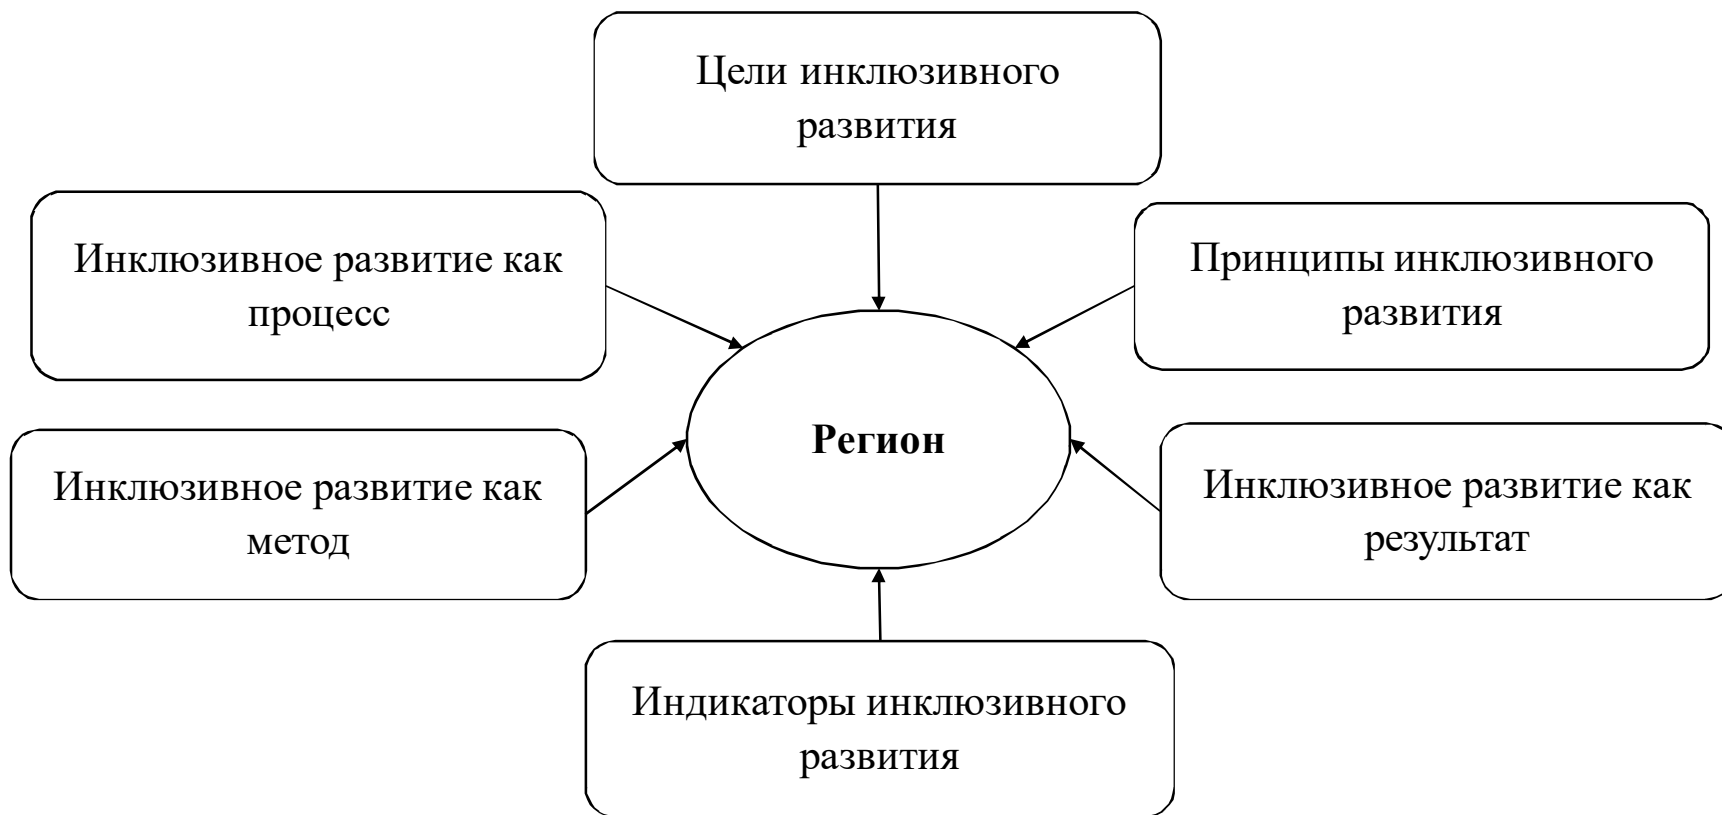 Цели инклюзивного
развития
Инклюзивное развитие как
процесс
Принципы инклюзивного
развития
Регион
Инклюзивное развитие как
метод
Инклюзивное развитие как
результат
Индикаторы инклюзивного
развития